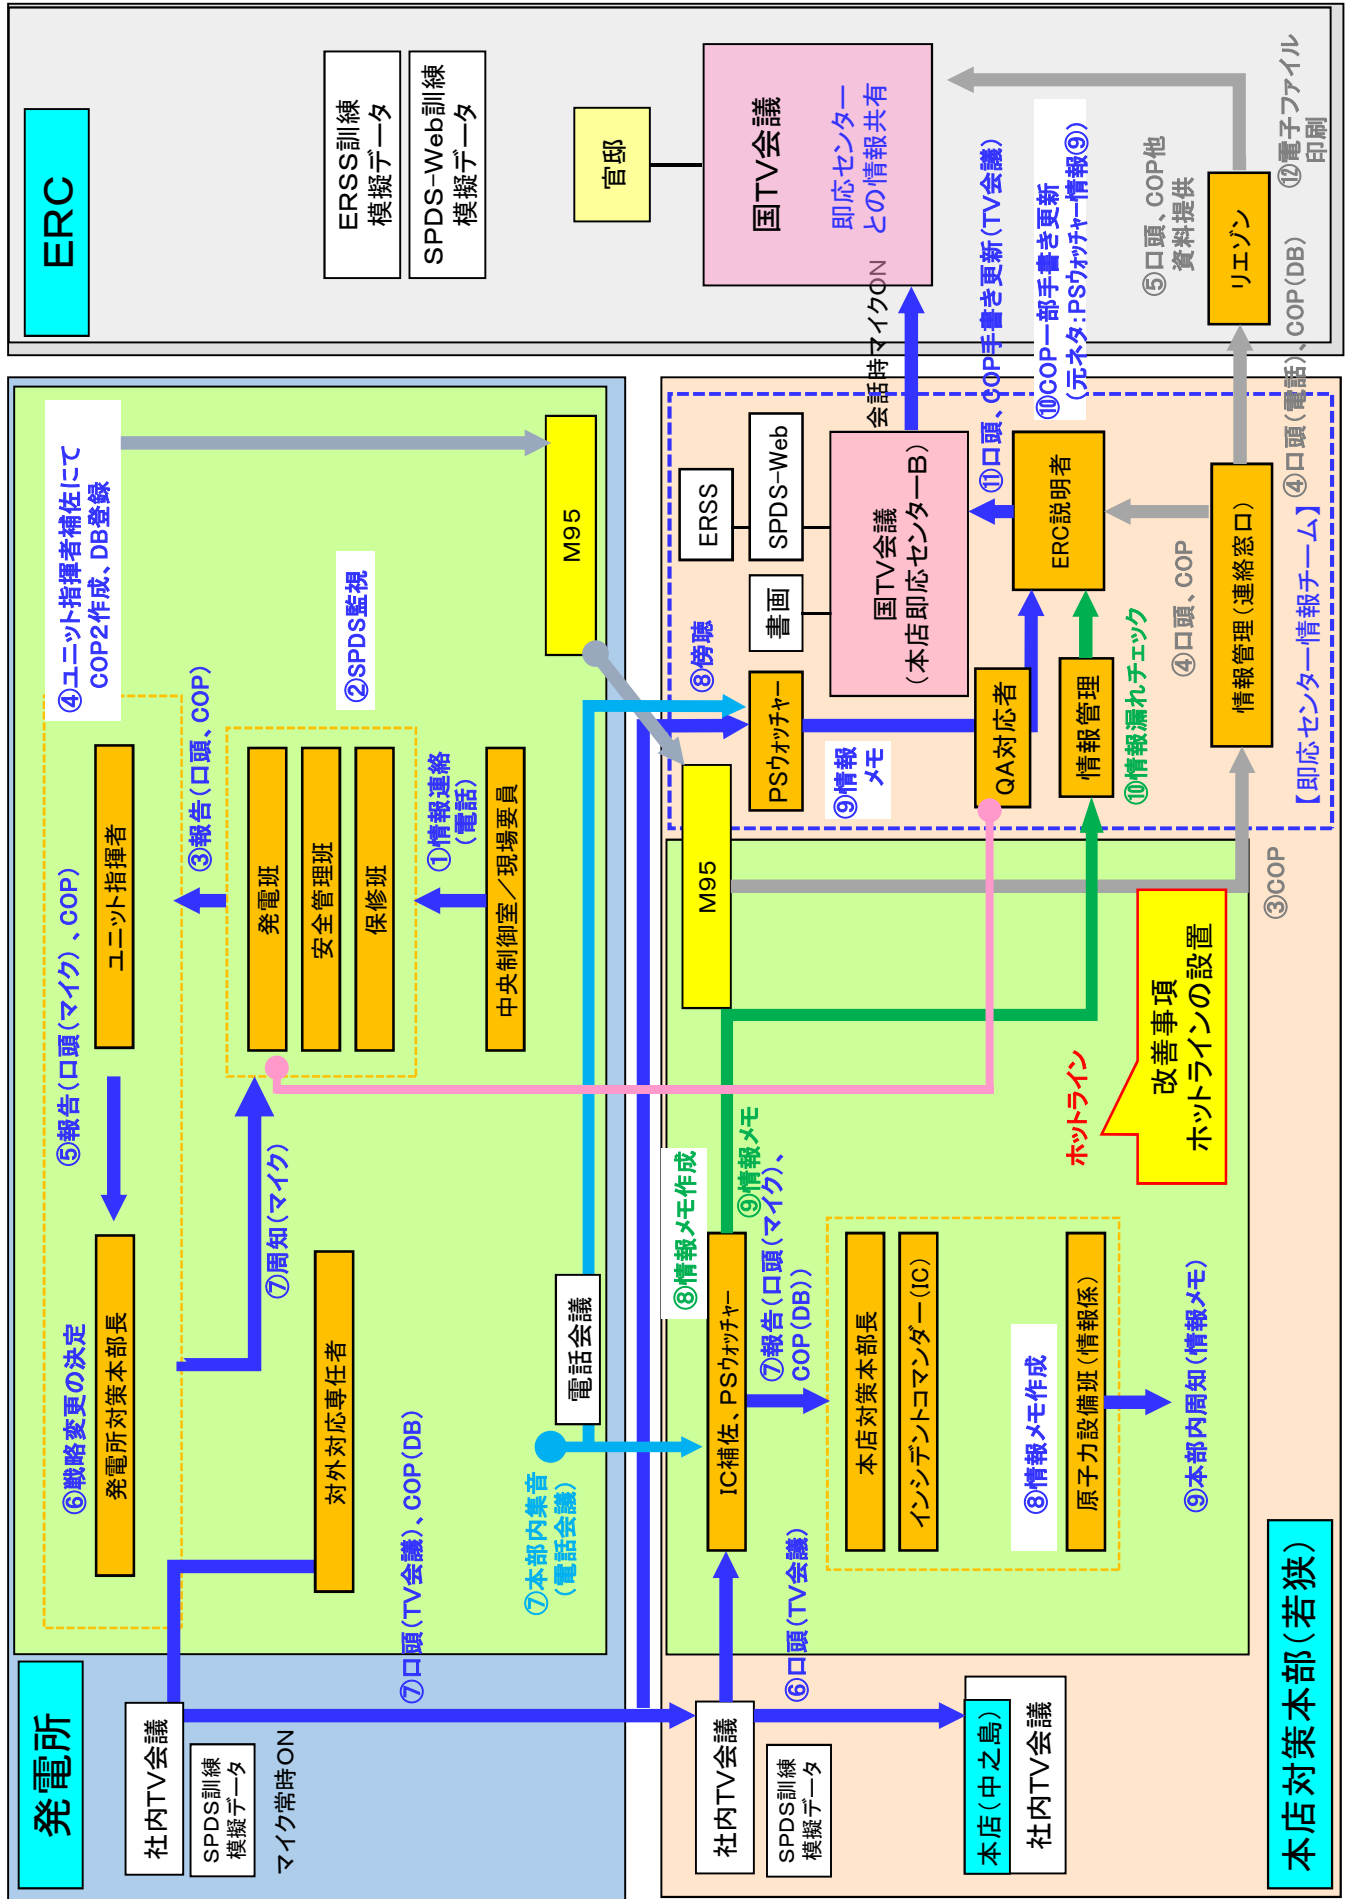 発電所
社内TV会議
SPDS訓練
模擬データ
マイク常時ON
⑥戦略変更の決定
発電所対策本部長
対外対応専任者
⑦口頭(TV会議)、COP(DB)
⑤報告(口頭(マイク)、COP)
⑦周知(マイク)
ユニット指揮者
③報告(口頭、COP)
発電班
安全管理班
保修班
①情報連絡
(電話)
中央制御室/現場要員
④ユニット指揮者補佐にて
COP2作成、DB登録
②SPDS監視
M95
⑦本部内集音
(電話会議)
電話会議
ERC
ERSS訓練
模擬データ
SPDS-Web訓練
模擬データ
官邸
国TV会議
即応センター
との情報共有
会話時マイクON
⑪口頭、COP手書き更新(TV会議)
⑩COP一部手書き更新
(元ネタ:PSウォッチャー情報⑨)
⑤口頭、COP他
資料提供
⑫電子ファイル
印刷
リエゾン
④口頭(電話)、COP(DB)
本店対策本部(若狭)
社内TV会議
SPDS訓練
模擬データ
本店(中之島)
社内TV会議
⑥口頭(TV会議)
IC補佐、PSウォッチャー
⑧情報メモ作成
⑨情報メモ
⑦報告(口頭(マイク)、
COP(DB))
本店対策本部長
インシデントコマンダー(IC)
⑧情報メモ作成
原子力設備班(情報係)
⑨本部内周知(情報メモ)
ホットライン
改善事項
ホットラインの設置
M95
③COP
⑧傍聴
PSウォッチャー
⑨情報
メモ
書画
ERSS
SPDS-Web
国TV会議
(本店即応センターB)
QA対応者
情報管理
⑩情報漏れチェック
ERC説明者
④口頭、COP
情報管理(連絡窓口)
【即応センター情報チーム】